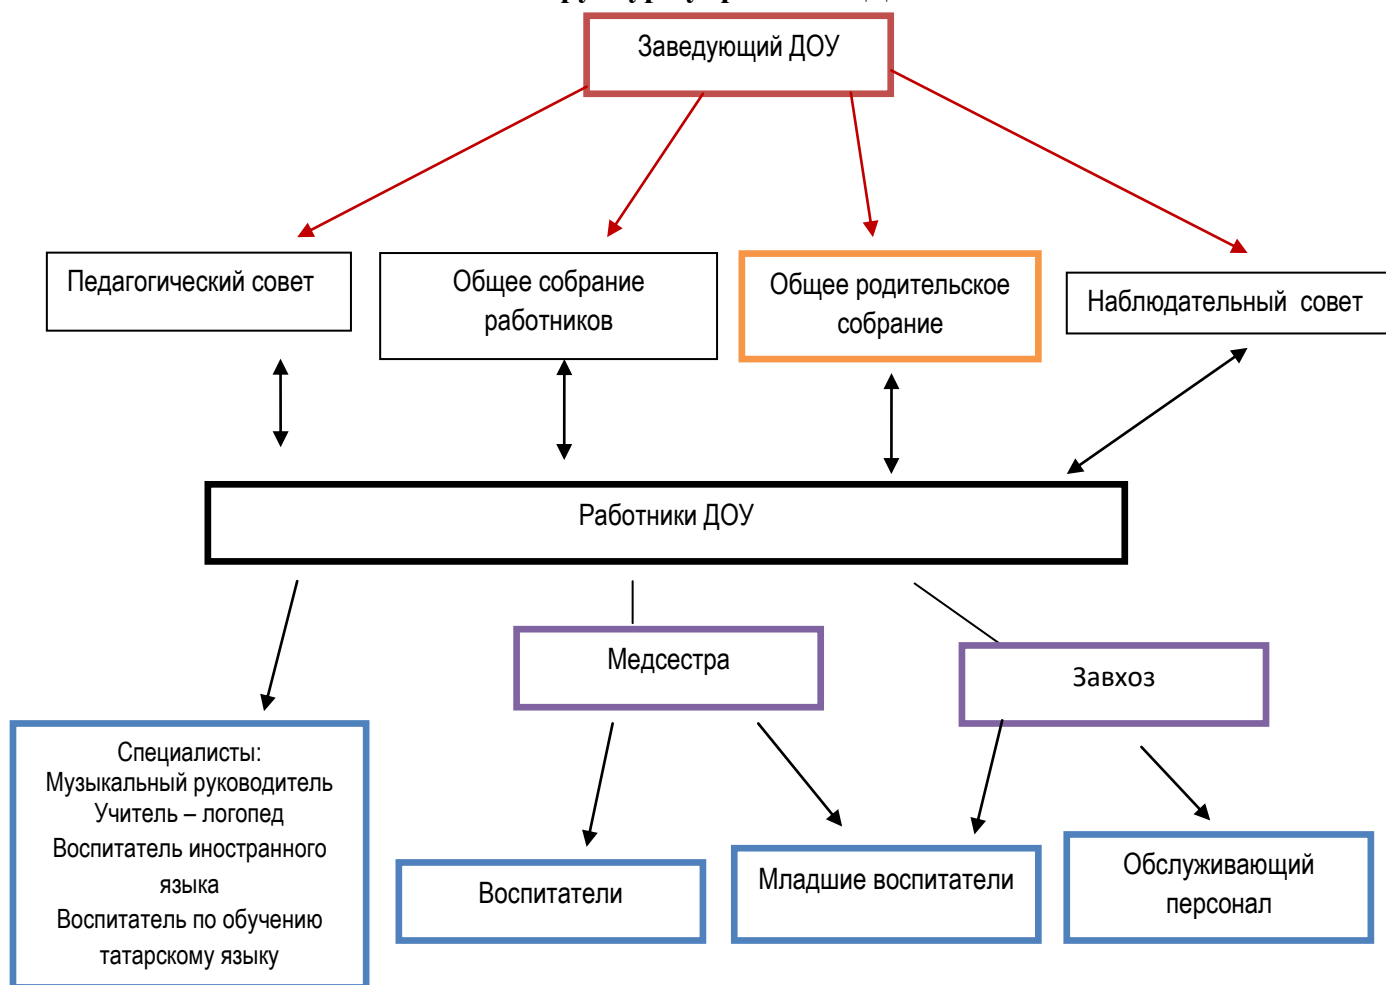 Заведующий ДОУ
Педагогический совет
Общее собрание
работников
Общее родительское
собрание
Наблюдательный совет
Работники ДОУ
Медсестра
Завхоз
Специалисты:
Музыкальный руководитель
Учитель – логопед
Воспитатель иностранного
языка
Воспитатель по обучению
татарскому языку
Воспитатели
Младшие воспитатели
Обслуживающий
персонал